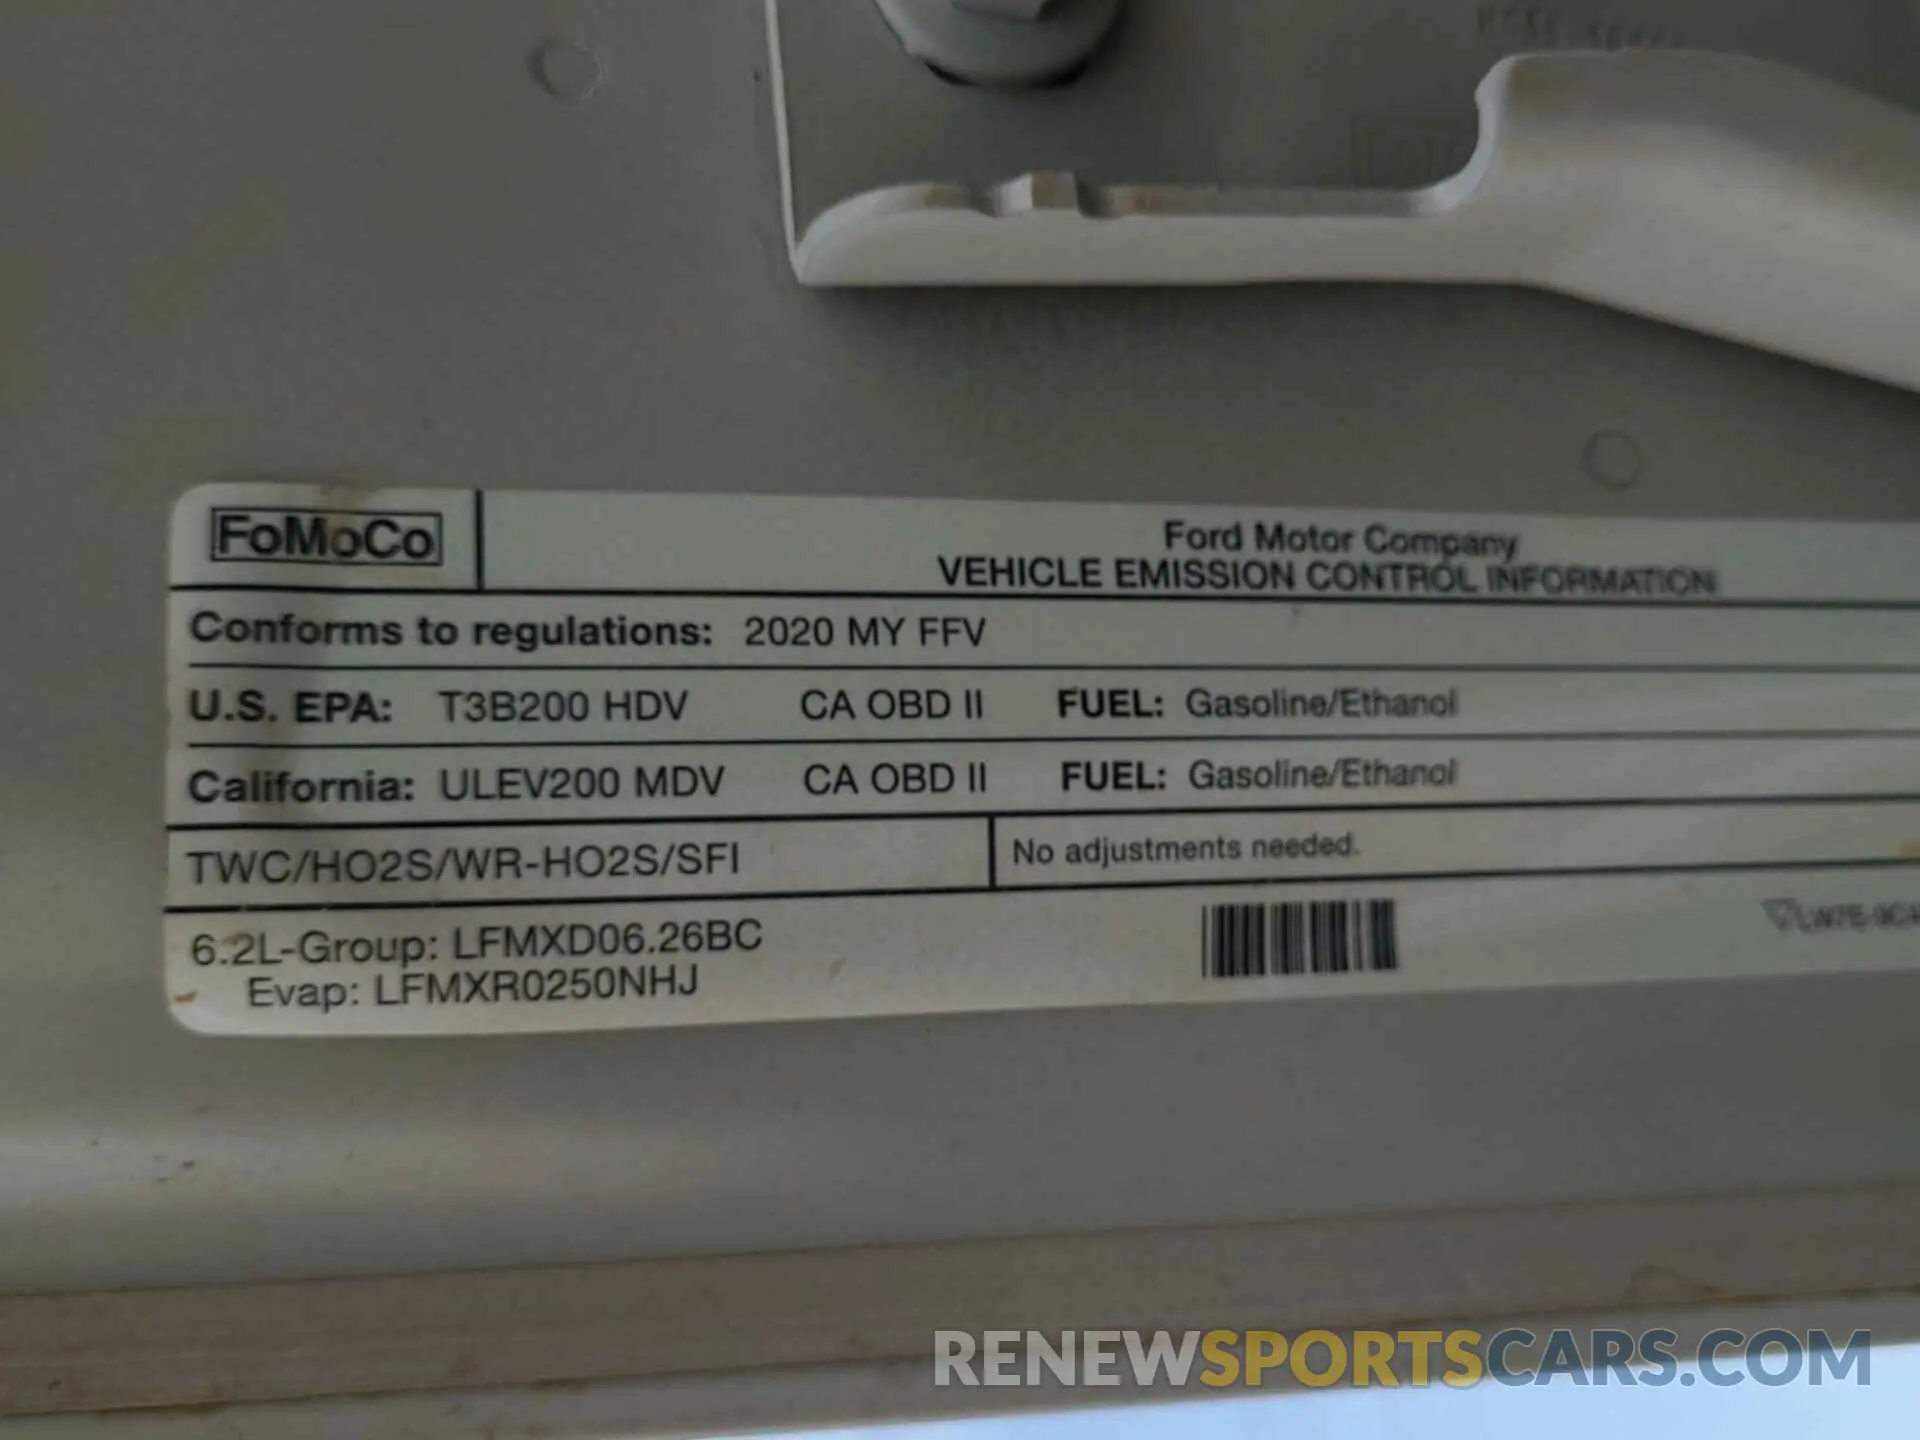 FoMoCo
Ford Motor Company
VEHICLE EMISSION CONTROL INFORMATION
Conforms to regulations: 2020 MY FFV
U.S. EPA: T3B200 HDV CA OBD II FUEL: Gasoline/Ethanol
California: ULEV200 MDV CA OBD II FUEL: Gasoline/Ethanol
TWC/HO2S/WR-HO2S/SFI
No adjustments needed.
6.2L-Group: LFMXD06.26BC
Evap: LFMXR0250NHJ
RENEWSPORTSCARS.COM